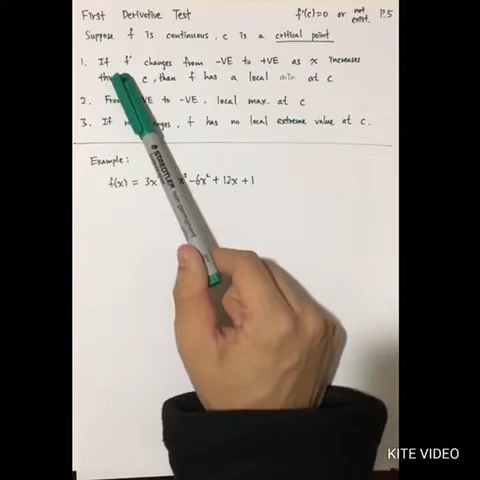 First Derivative Test f'(c)=0 or not exist. P.5
Suppose f is continuous, c is a critical point
1. If f' changes from -VE to +VE as x increases
c, then f has a local min. at c
2. From VE to -VE, local max. at c
3. If f has no local extreme value at c.
Example:
f(x) = 3x -6x² + 12x + 1
STAEDTLER
KITE VIDEO